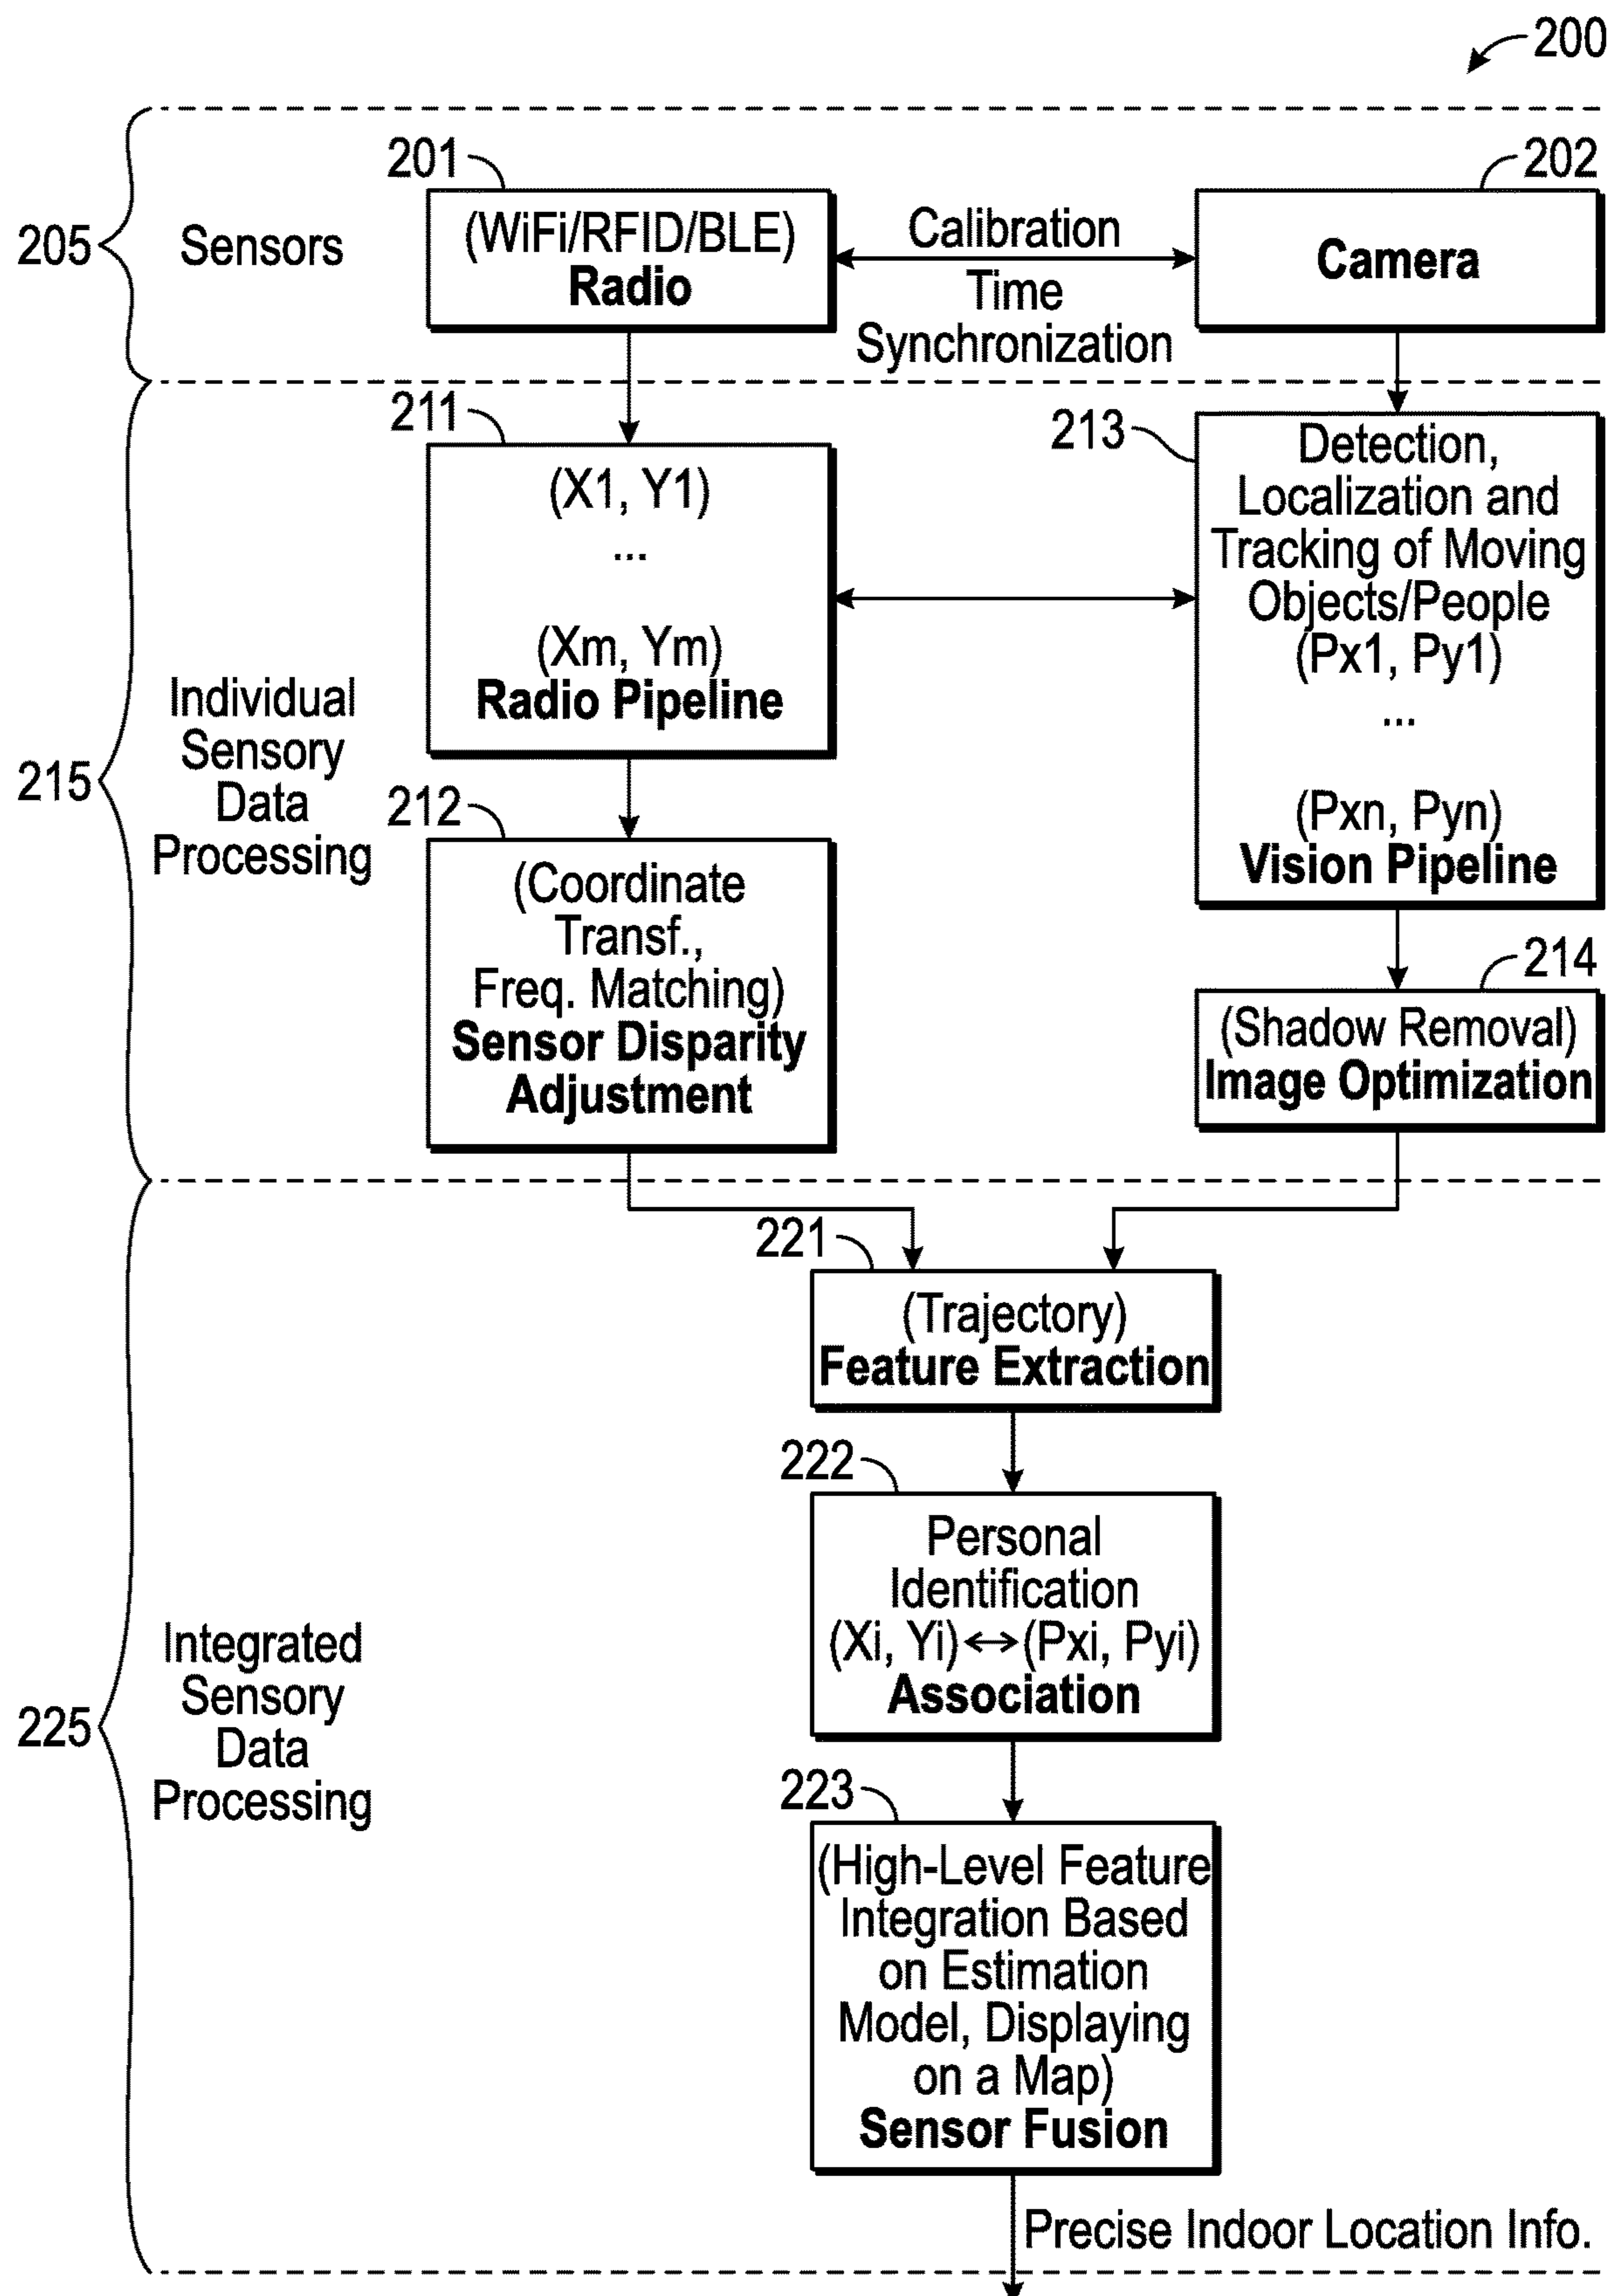 200
205
Sensors
201
(WiFi/RFID/BLE)
Radio
Calibration
Time
Synchronization
202
Camera
215
Individual
Sensory
Data
Processing
211
(X1, Y1)
...
(Xm, Ym)
Radio Pipeline
213
Detection,
Localization and
Tracking of Moving
Objects/People
(Px1, Py1)
...
(Pxn, Pyn)
Vision Pipeline
212
(Coordinate
Transf.,
Freq. Matching)
Sensor Disparity
Adjustment
214
(Shadow Removal)
Image Optimization
225
Integrated
Sensory
Data
Processing
221
(Trajectory)
Feature Extraction
222
Personal
Identification
(Xi, Yi)↔(Pxi, Pyi)
Association
223
(High-Level Feature
Integration Based
on Estimation
Model, Displaying
on a Map)
Sensor Fusion
Precise Indoor Location Info.